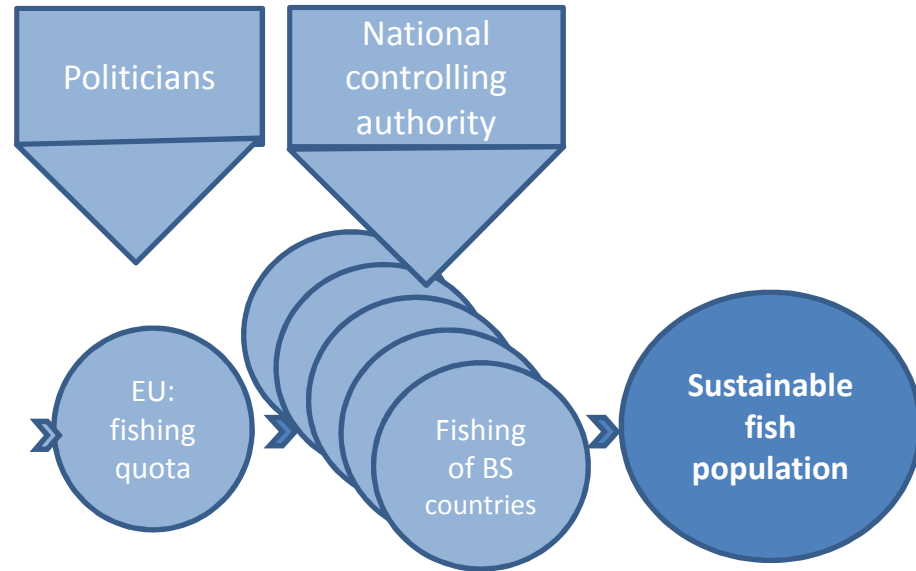 Politicians
National
controlling
authority
EU:
fishing
quota
Fishing
of BS
countries
Sustainable
fish
population